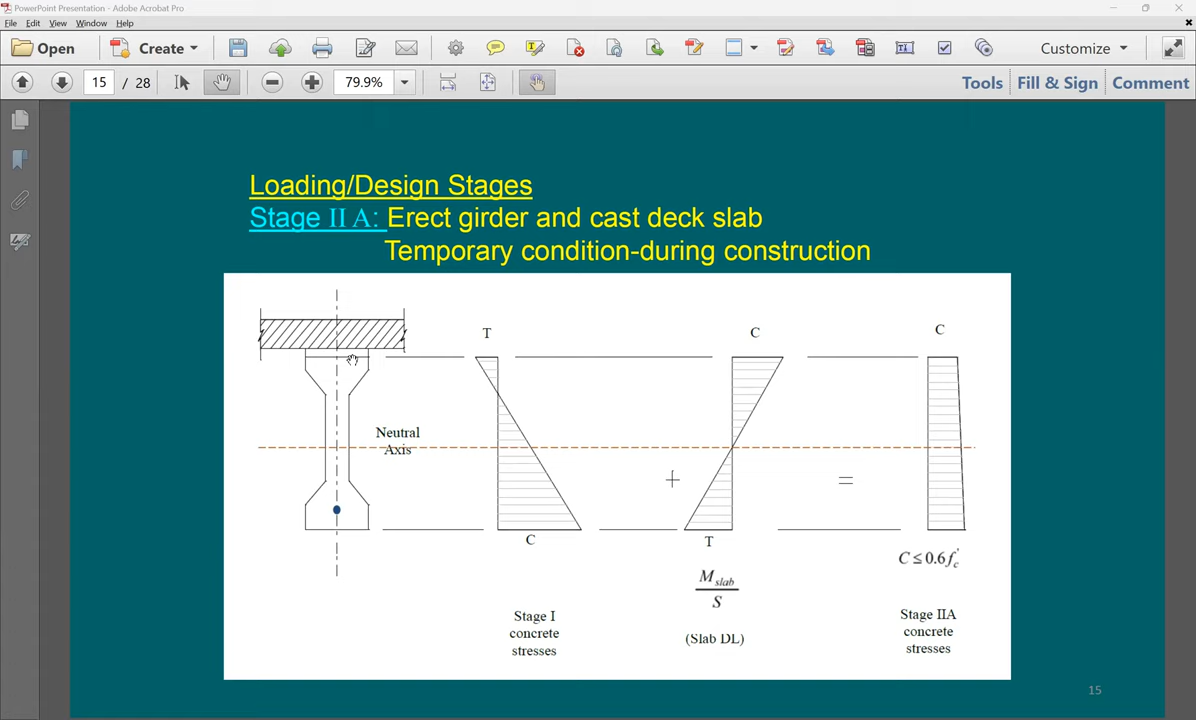 PowerPoint Presentation - Adobe Acrobat Pro
File Edit View Window Help
Open Create Customize
15 / 28 79.9% Tools Fill & Sign Comment
Loading/Design Stages
Stage II A: Erect girder and cast deck slab
Temporary condition-during construction
T C C
Neutral
Axis
+ =
C T
C ≤ 0.6 f'c
Mslab
S
Stage I
concrete
stresses
(Slab DL)
Stage IIA
concrete
stresses
15